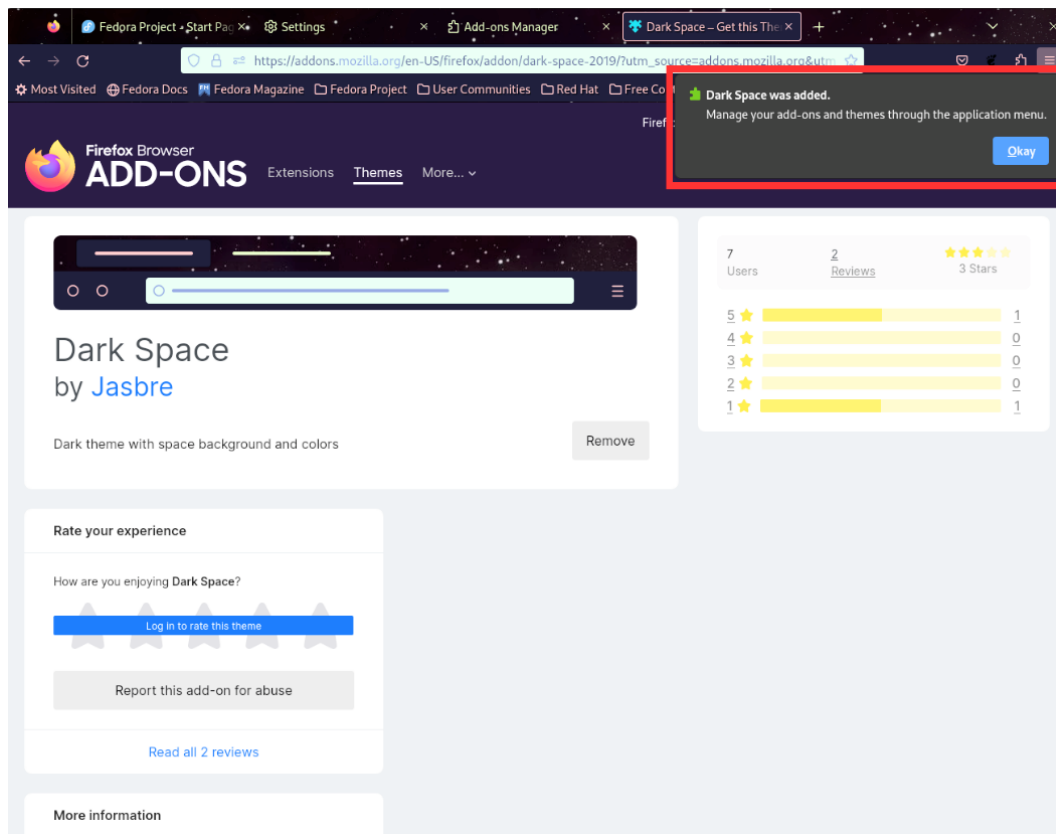 Fedora Project - Start Pag
Settings
Add-ons Manager
Dark Space – Get this The
https://addons.mozilla.org/en-US/firefox/addon/dark-space-2019/?utm_source=addons.mozilla.org&utm
Most Visited
Fedora Docs
Fedora Magazine
Fedora Project
User Communities
Red Hat
Free Co
Dark Space was added.
Manage your add-ons and themes through the application menu.
Okay
Firef
Firefox Browser
ADD-ONS
Extensions
Themes
More...
Dark Space
by Jasbre
Dark theme with space background and colors
Remove
7
Users
2
Reviews
3 Stars
5 1
4 0
3 0
2 0
1 1
Rate your experience
How are you enjoying Dark Space?
Log in to rate this theme
Report this add-on for abuse
Read all 2 reviews
More information